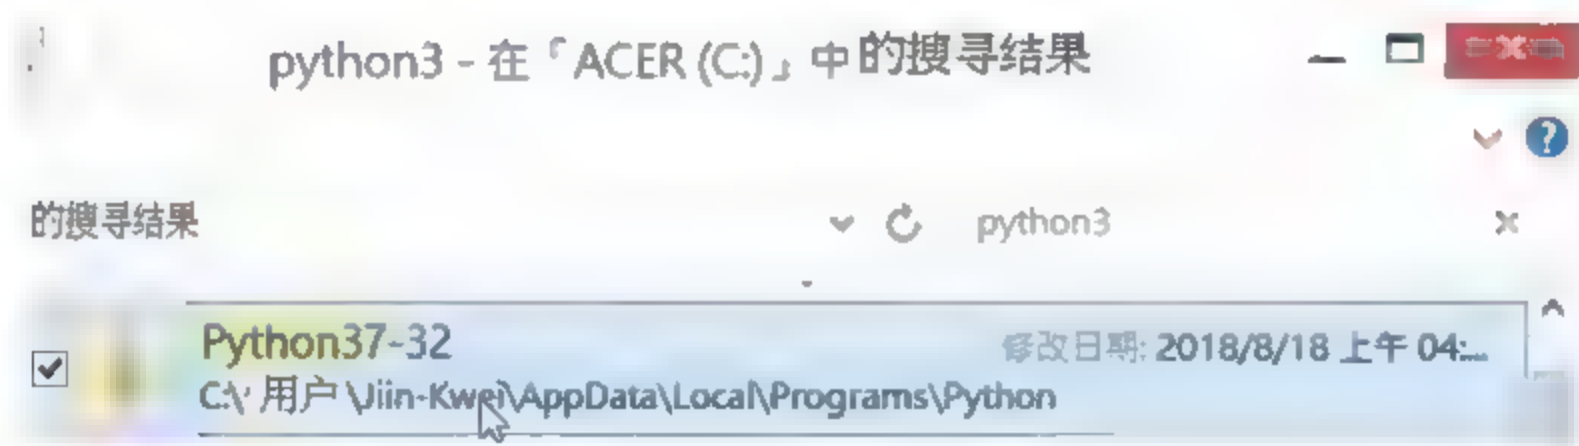 python3 - 在「ACER (C:)」中的搜寻结果
的搜寻结果
python3
Python37-32
修改日期: 2018/8/18 上午 04:...
C:\用户\Jiin-Kwei\AppData\Local\Programs\Python